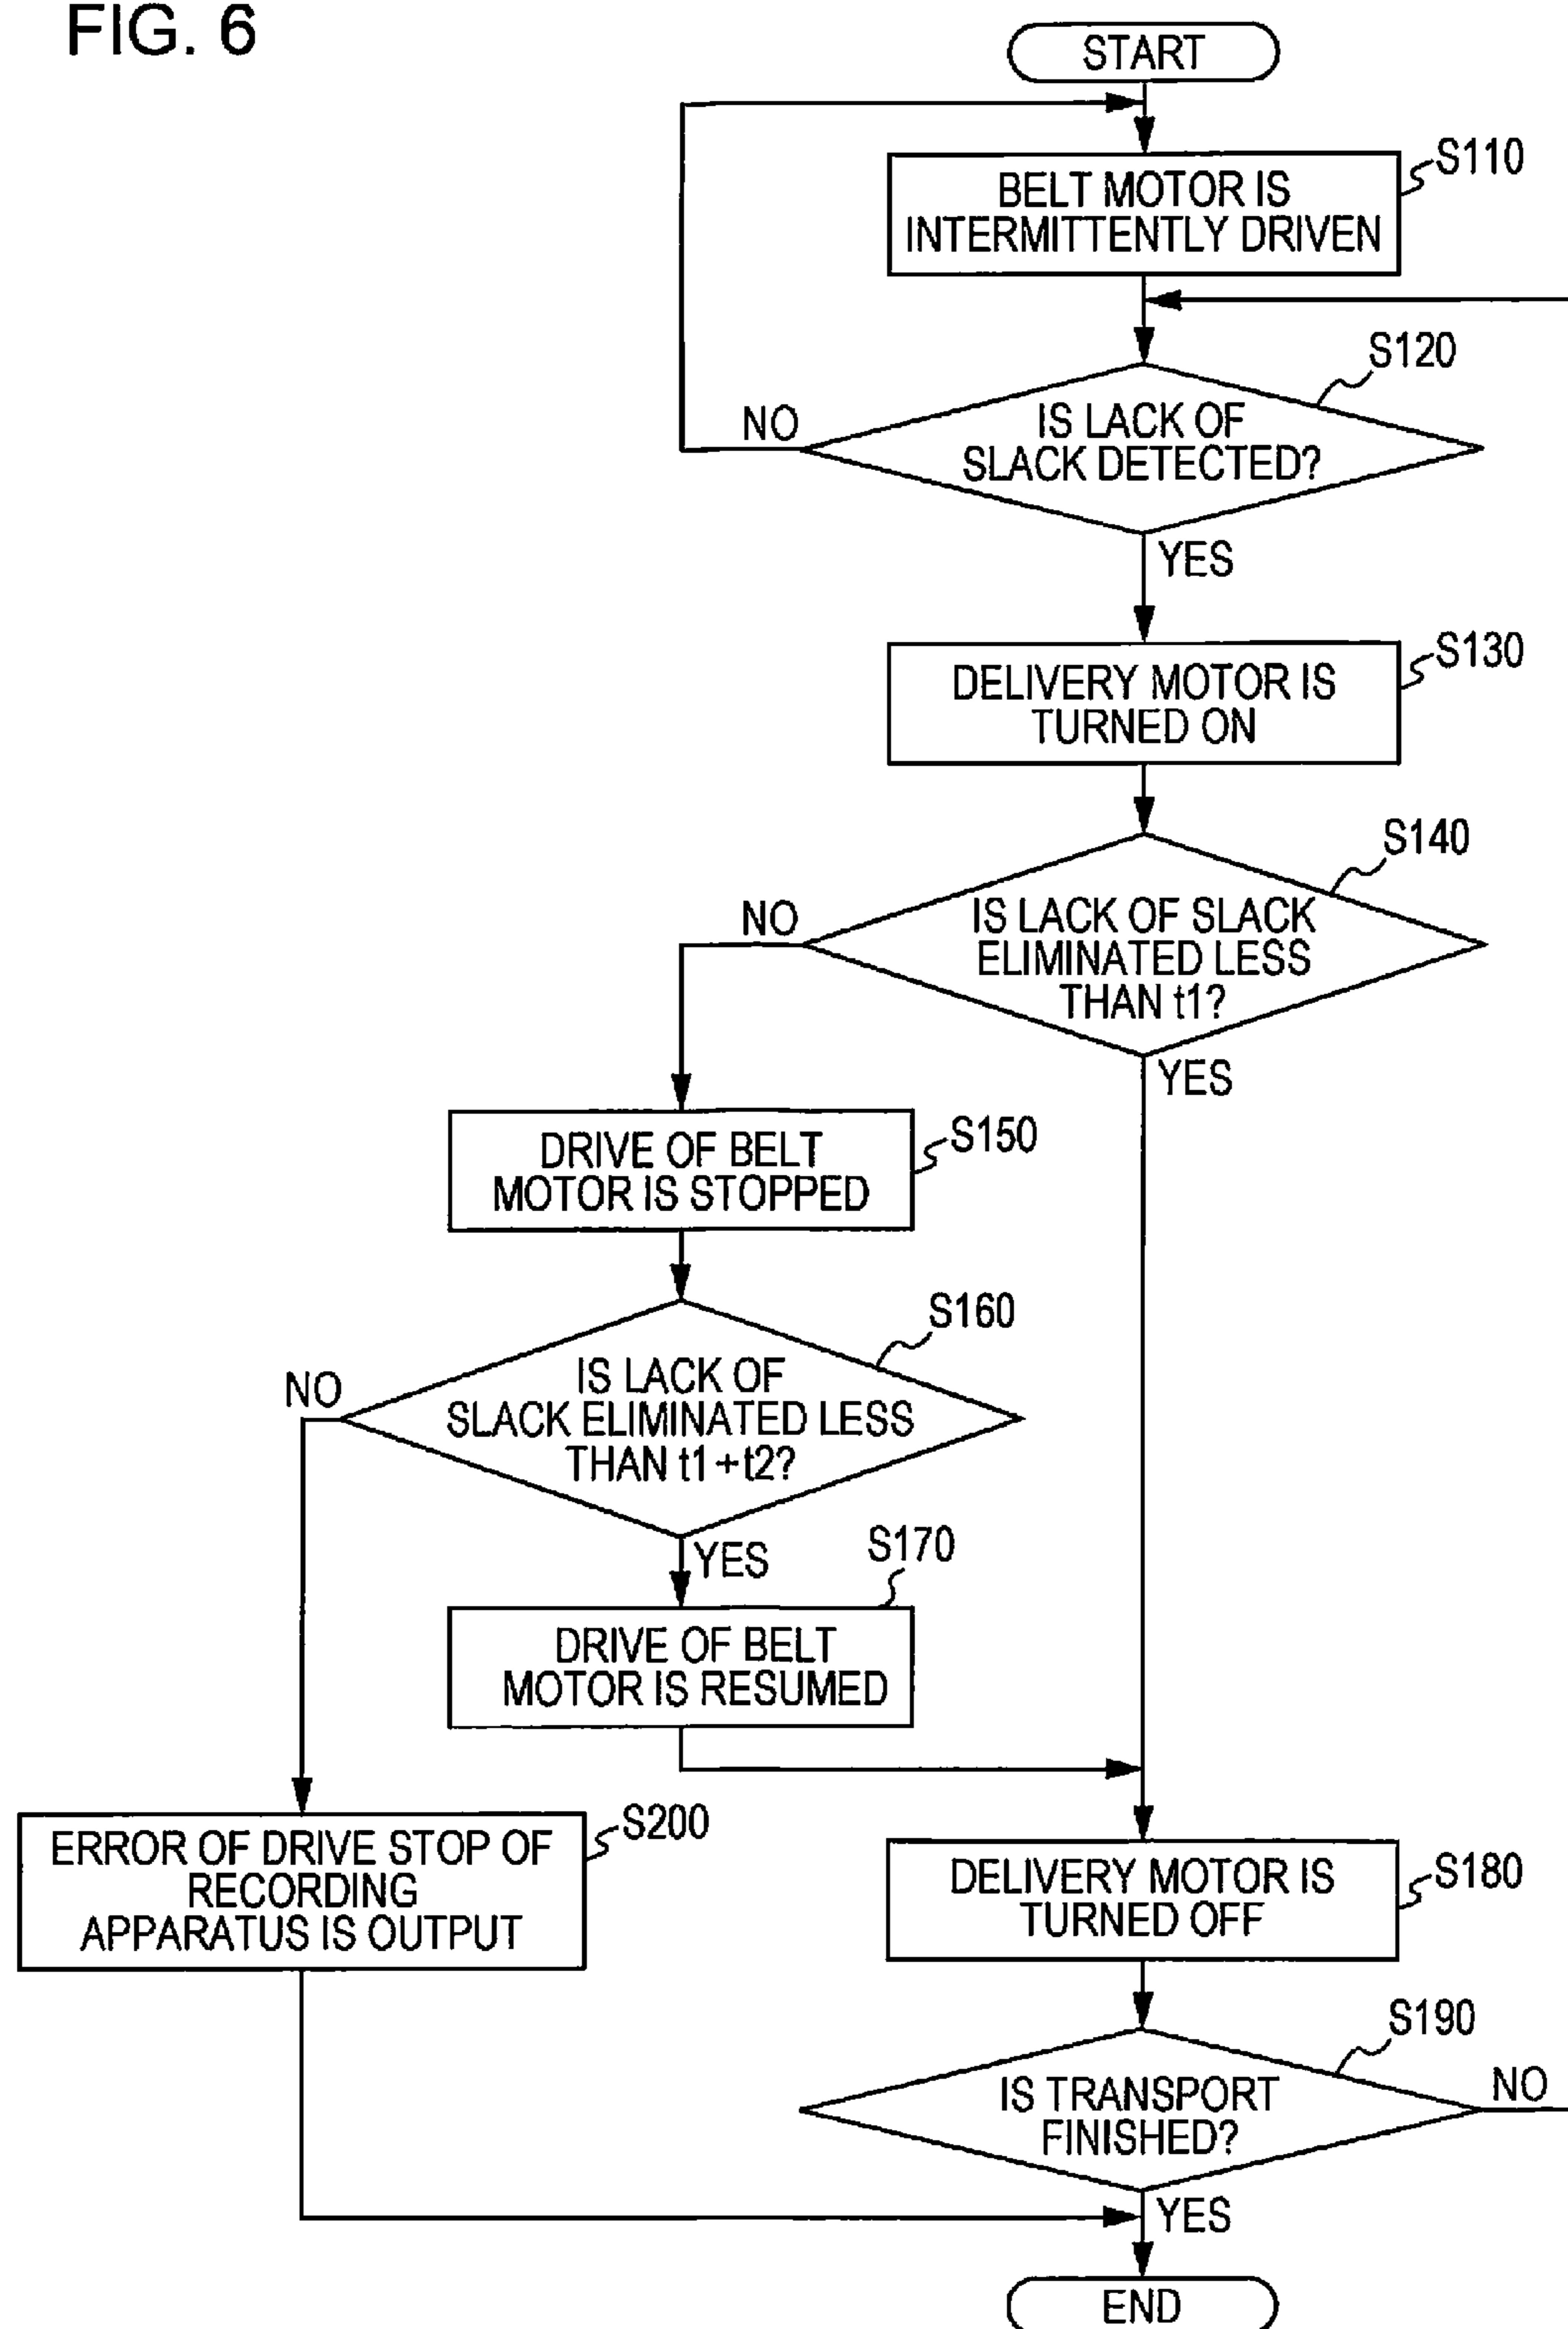 FIG. 6
START
S110
BELT MOTOR IS
INTERMITTENTLY DRIVEN
S120
IS LACK OF
SLACK DETECTED?
NO
YES
S130
DELIVERY MOTOR IS
TURNED ON
S140
IS LACK OF SLACK
ELIMINATED LESS
THAN t1?
NO
YES
S150
DRIVE OF BELT
MOTOR IS STOPPED
S160
IS LACK OF
SLACK ELIMINATED LESS
THAN t1+t2?
NO
YES
S170
DRIVE OF BELT
MOTOR IS RESUMED
S200
ERROR OF DRIVE STOP OF
RECORDING
APPARATUS IS OUTPUT
S180
DELIVERY MOTOR IS
TURNED OFF
S190
IS TRANSPORT
FINISHED?
NO
YES
END